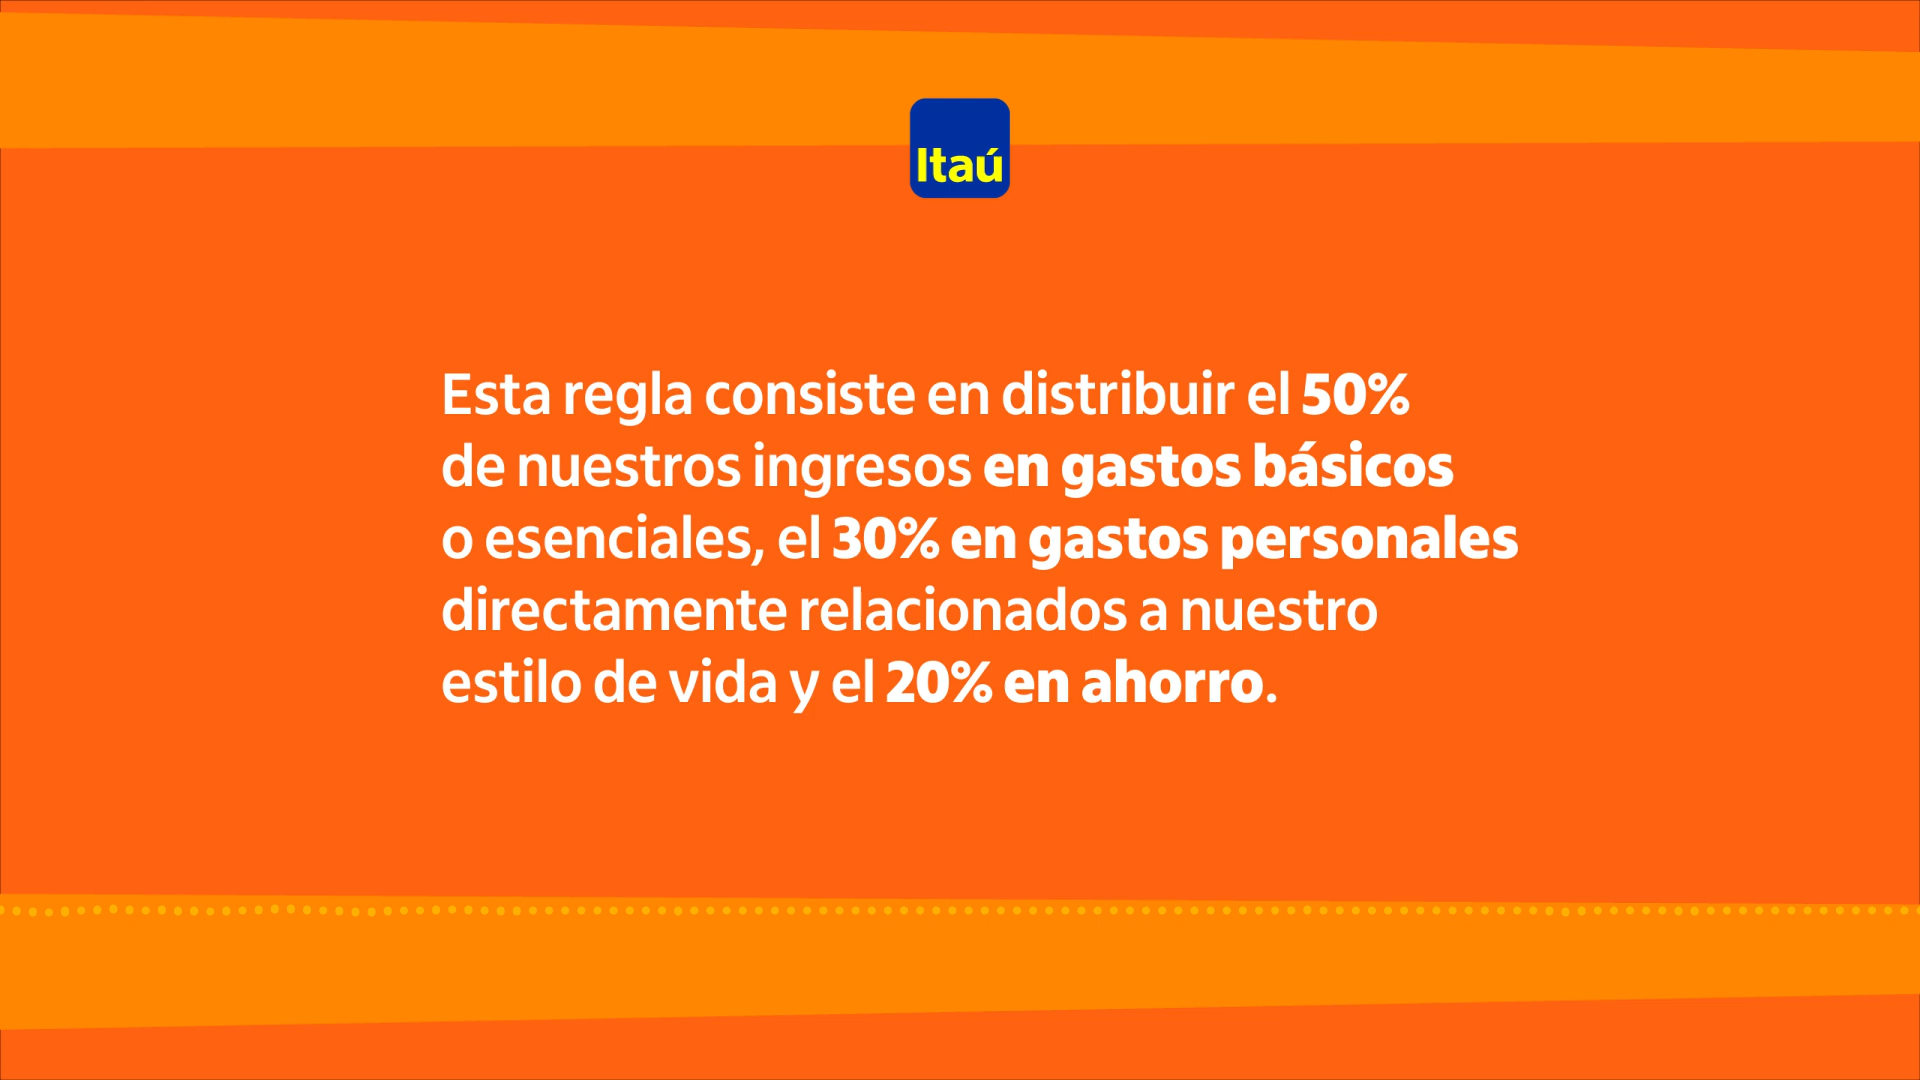 Itaú
Esta regla consiste en distribuir el 50%
de nuestros ingresos en gastos básicos
o esenciales, el 30% en gastos personales
directamente relacionados a nuestro
estilo de vida y el 20% en ahorro.